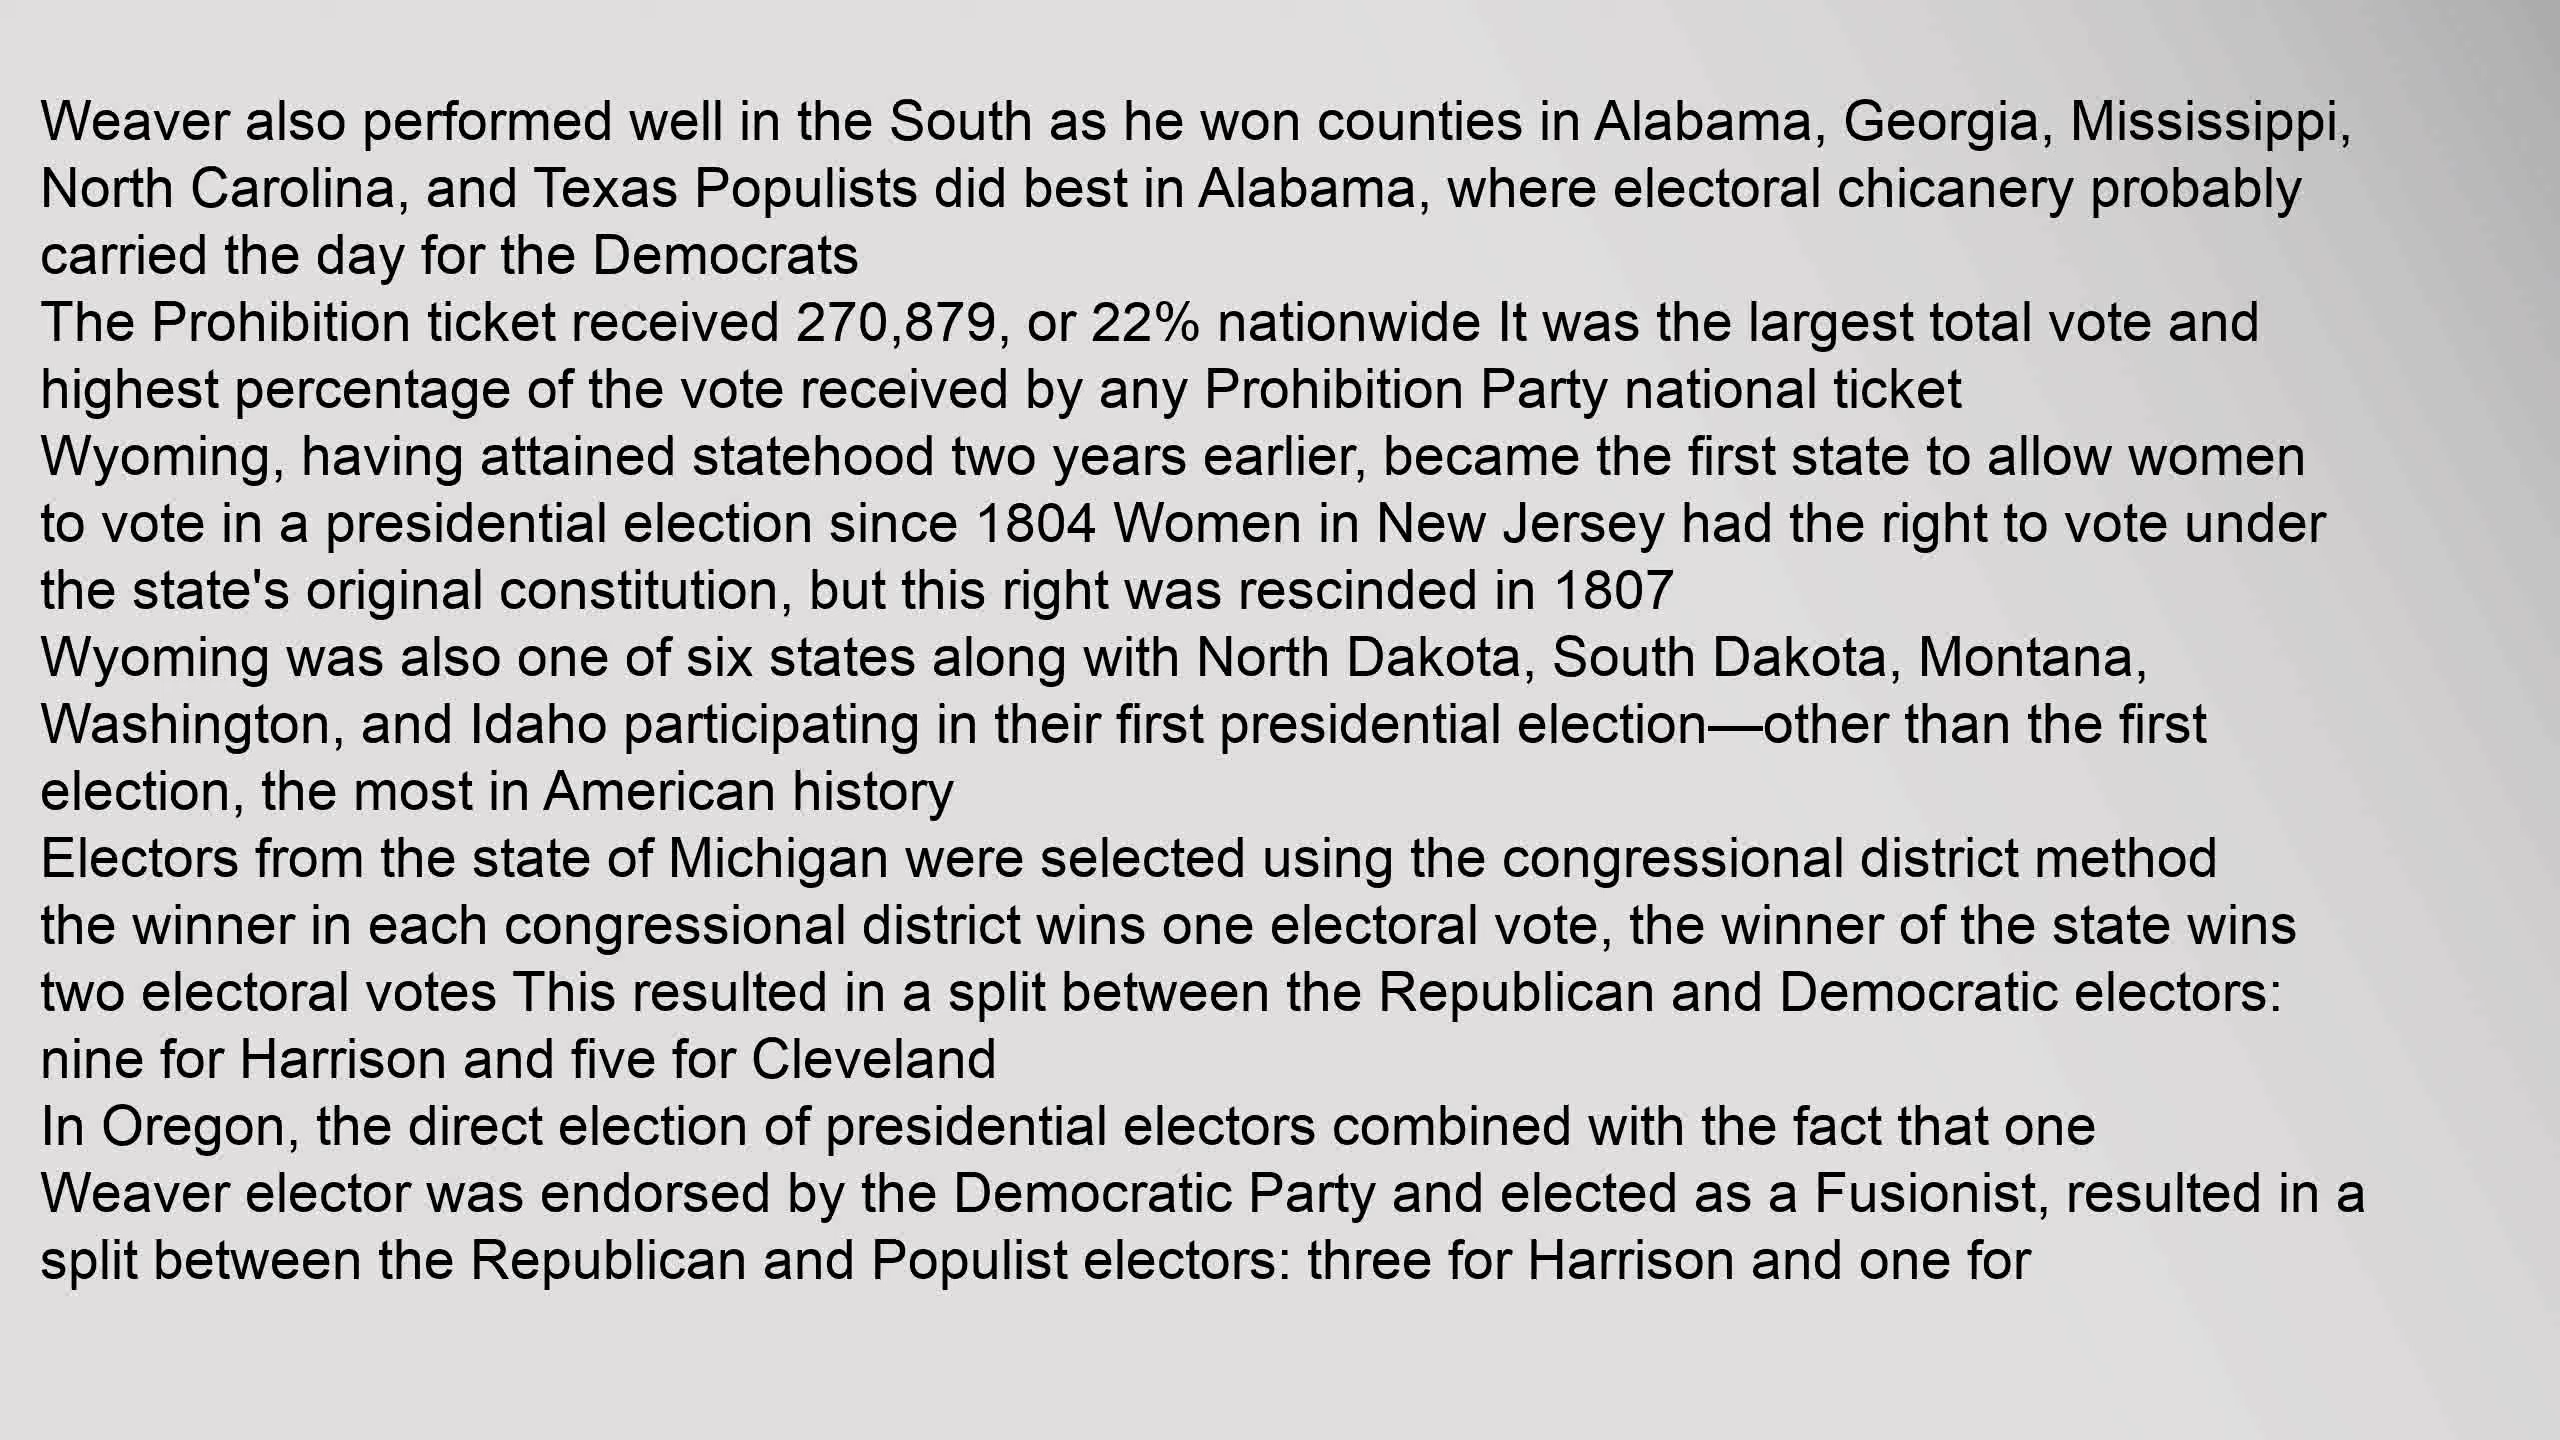 Weaver also performed well in the South as he won counties in Alabama, Georgia, Mississippi,
North Carolina, and Texas Populists did best in Alabama, where electoral chicanery probably
carried the day for the Democrats
The Prohibition ticket received 270,879, or 22% nationwide It was the largest total vote and
highest percentage of the vote received by any Prohibition Party national ticket
Wyoming, having attained statehood two years earlier, became the first state to allow women
to vote in a presidential election since 1804 Women in New Jersey had the right to vote under
the state's original constitution, but this right was rescinded in 1807
Wyoming was also one of six states along with North Dakota, South Dakota, Montana,
Washington, and Idaho participating in their first presidential election—other than the first
election, the most in American history
Electors from the state of Michigan were selected using the congressional district method
the winner in each congressional district wins one electoral vote, the winner of the state wins
two electoral votes This resulted in a split between the Republican and Democratic electors:
nine for Harrison and five for Cleveland
In Oregon, the direct election of presidential electors combined with the fact that one
Weaver elector was endorsed by the Democratic Party and elected as a Fusionist, resulted in a
split between the Republican and Populist electors: three for Harrison and one for